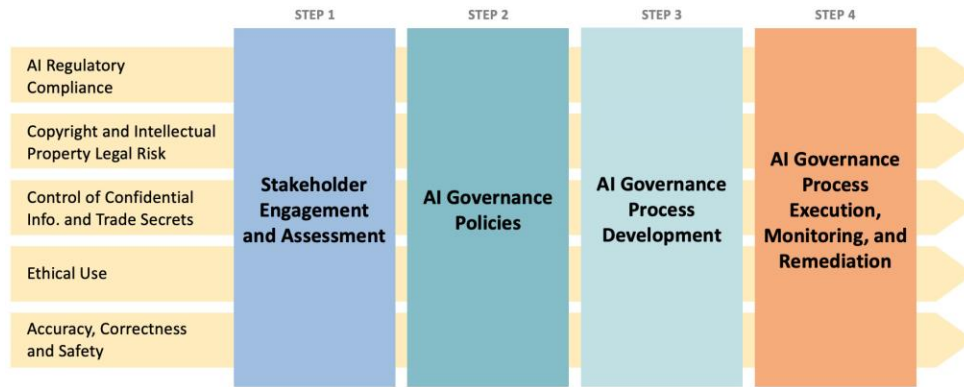 STEP 1
STEP 2
STEP 3
STEP 4
AI Regulatory
Compliance
Copyright and Intellectual
Property Legal Risk
Control of Confidential
Info. and Trade Secrets
Ethical Use
Accuracy, Correctness
and Safety
Stakeholder
Engagement
and Assessment
AI Governance
Policies
AI Governance
Process
Development
AI Governance
Process
Execution,
Monitoring, and
Remediation